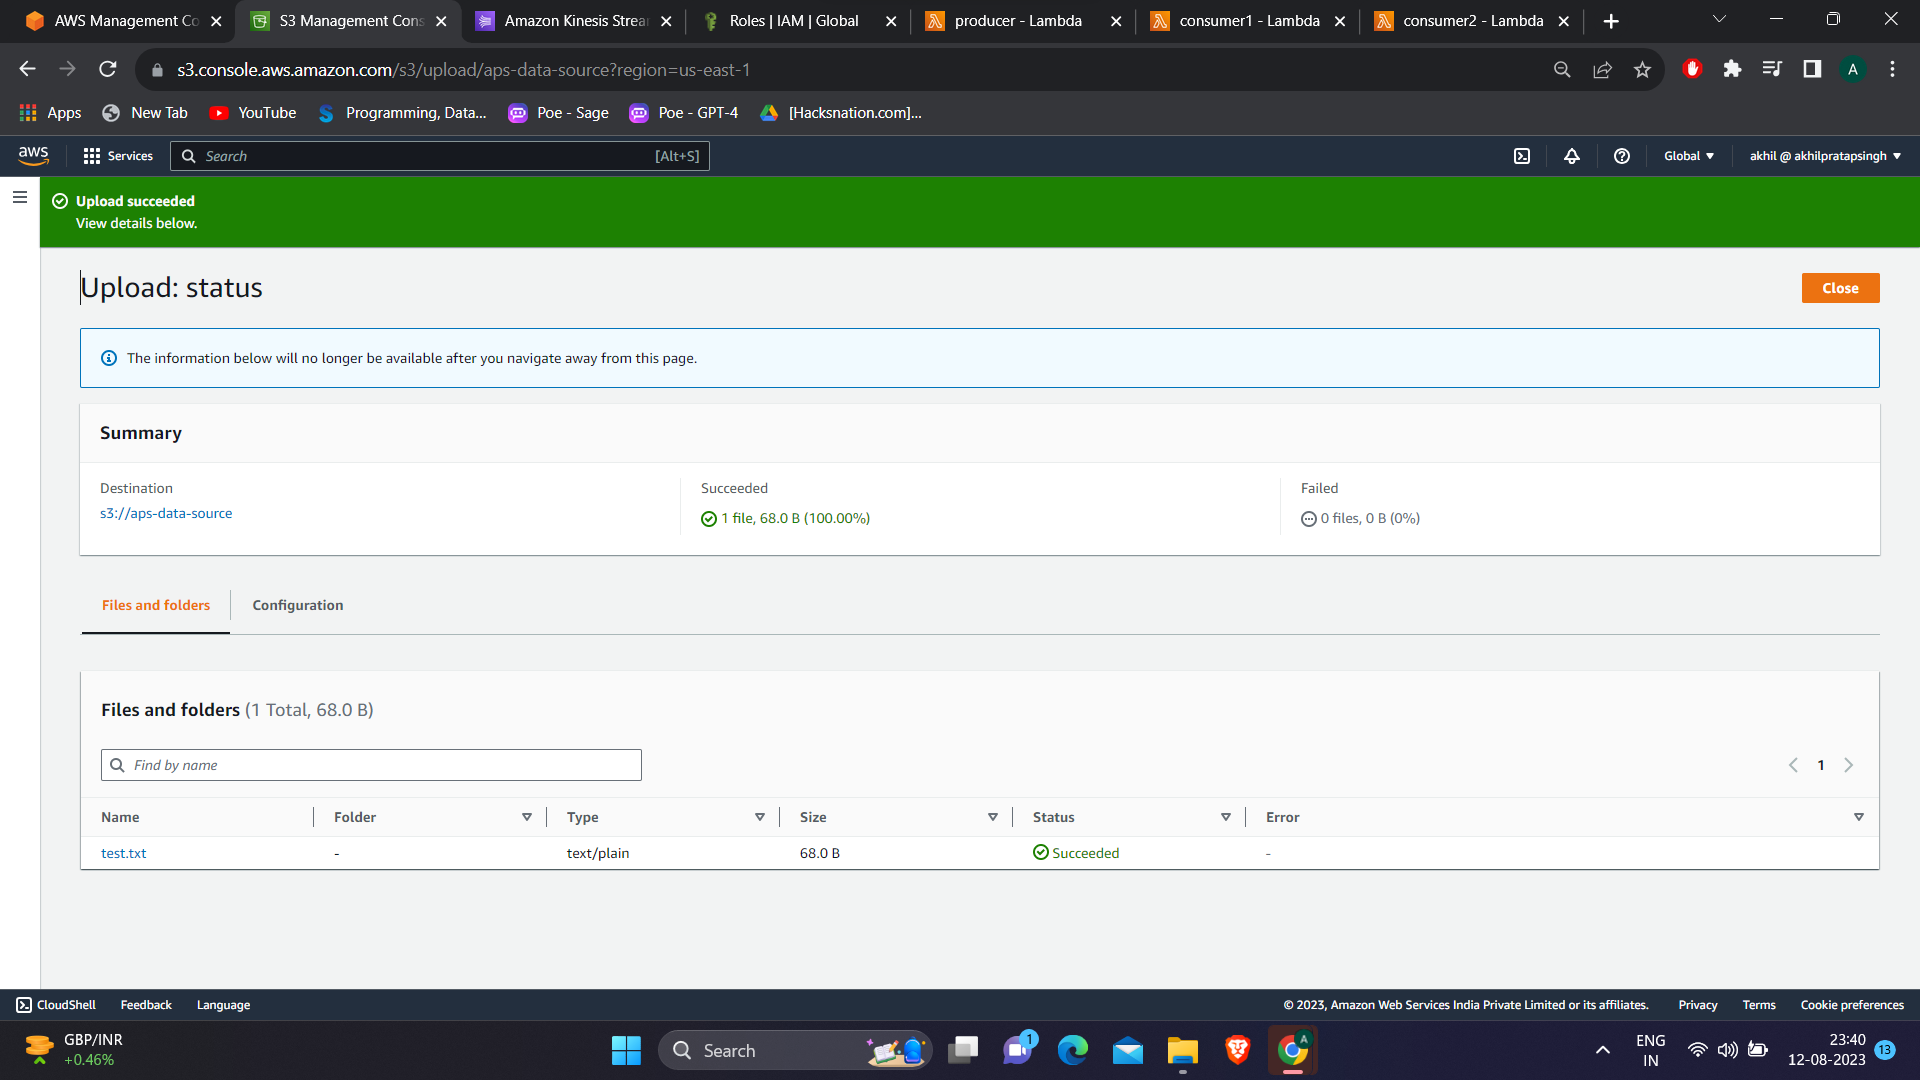 AWS Management Co
S3 Management Cons
Amazon Kinesis Strea
Roles | IAM | Global
producer - Lambda
consumer1 - Lambda
consumer2 - Lambda
s3.console.aws.amazon.com/s3/upload/aps-data-source?region=us-east-1
A
Apps
New Tab
YouTube
Programming, Data...
Poe - Sage
Poe - GPT-4
[Hacksnation.com]...
aws
Services
Search
[Alt+S]
Global
akhil @ akhilpratapsingh
Upload succeeded
View details below.
Upload: status
Close
The information below will no longer be available after you navigate away from this page.
Summary
Destination
s3://aps-data-source
Succeeded
1 file, 68.0 B (100.00%)
Failed
0 files, 0 B (0%)
Files and folders
Configuration
Files and folders (1 Total, 68.0 B)
Find by name
1
Name
Folder
Type
Size
Status
Error
test.txt
-
text/plain
68.0 B
Succeeded
-
CloudShell
Feedback
Language
© 2023, Amazon Web Services India Private Limited or its affiliates.
Privacy
Terms
Cookie preferences
GBP/INR
+0.46%
Search
1
A
ENG
IN
23:40
12-08-2023
13